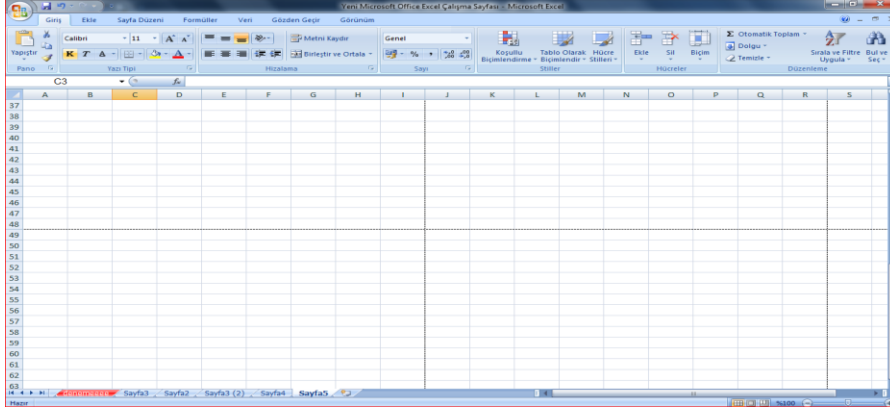 Yeni Microsoft Office Excel Çalışma Sayfası - Microsoft Excel
Giriş Ekle Sayfa Düzeni Formüller Veri Gözden Geçir Görünüm
Yapıştır Calibri 11 A A Metni Kaydır Genel Koşullu Biçimlendirme Tablo Olarak Biçimlendir Hücre Stilleri Ekle Sil Biçim Σ Otomatik Toplam Sırala ve Filtre Uygula Bul ve Seç
K T A A Birleştir ve Ortala % Dolgu
Temizle
Pano Yazı Tipi Hizalama Sayı Stiller Hücreler Düzenleme
C3 fx
A B C D E F G H I J K L M N O P Q R S
37
38
39
40
41
42
43
44
45
46
47
48
49
50
51
52
53
54
55
56
57
58
59
60
61
62
63
Sayfa3 Sayfa2 Sayfa3 (2) Sayfa4 Sayfa5
Hazır %100